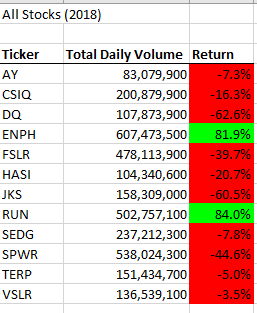 All Stocks (2018)
Ticker Total Daily Volume Return
AY 83,079,900 -7.3%
CSIQ 200,879,900 -16.3%
DQ 107,873,900 -62.6%
ENPH 607,473,500 81.9%
FSLR 478,113,900 -39.7%
HASI 104,340,600 -20.7%
JKS 158,309,000 -60.5%
RUN 502,757,100 84.0%
SEDG 237,212,300 -7.8%
SPWR 538,024,300 -44.6%
TERP 151,434,700 -5.0%
VSLR 136,539,100 -3.5%